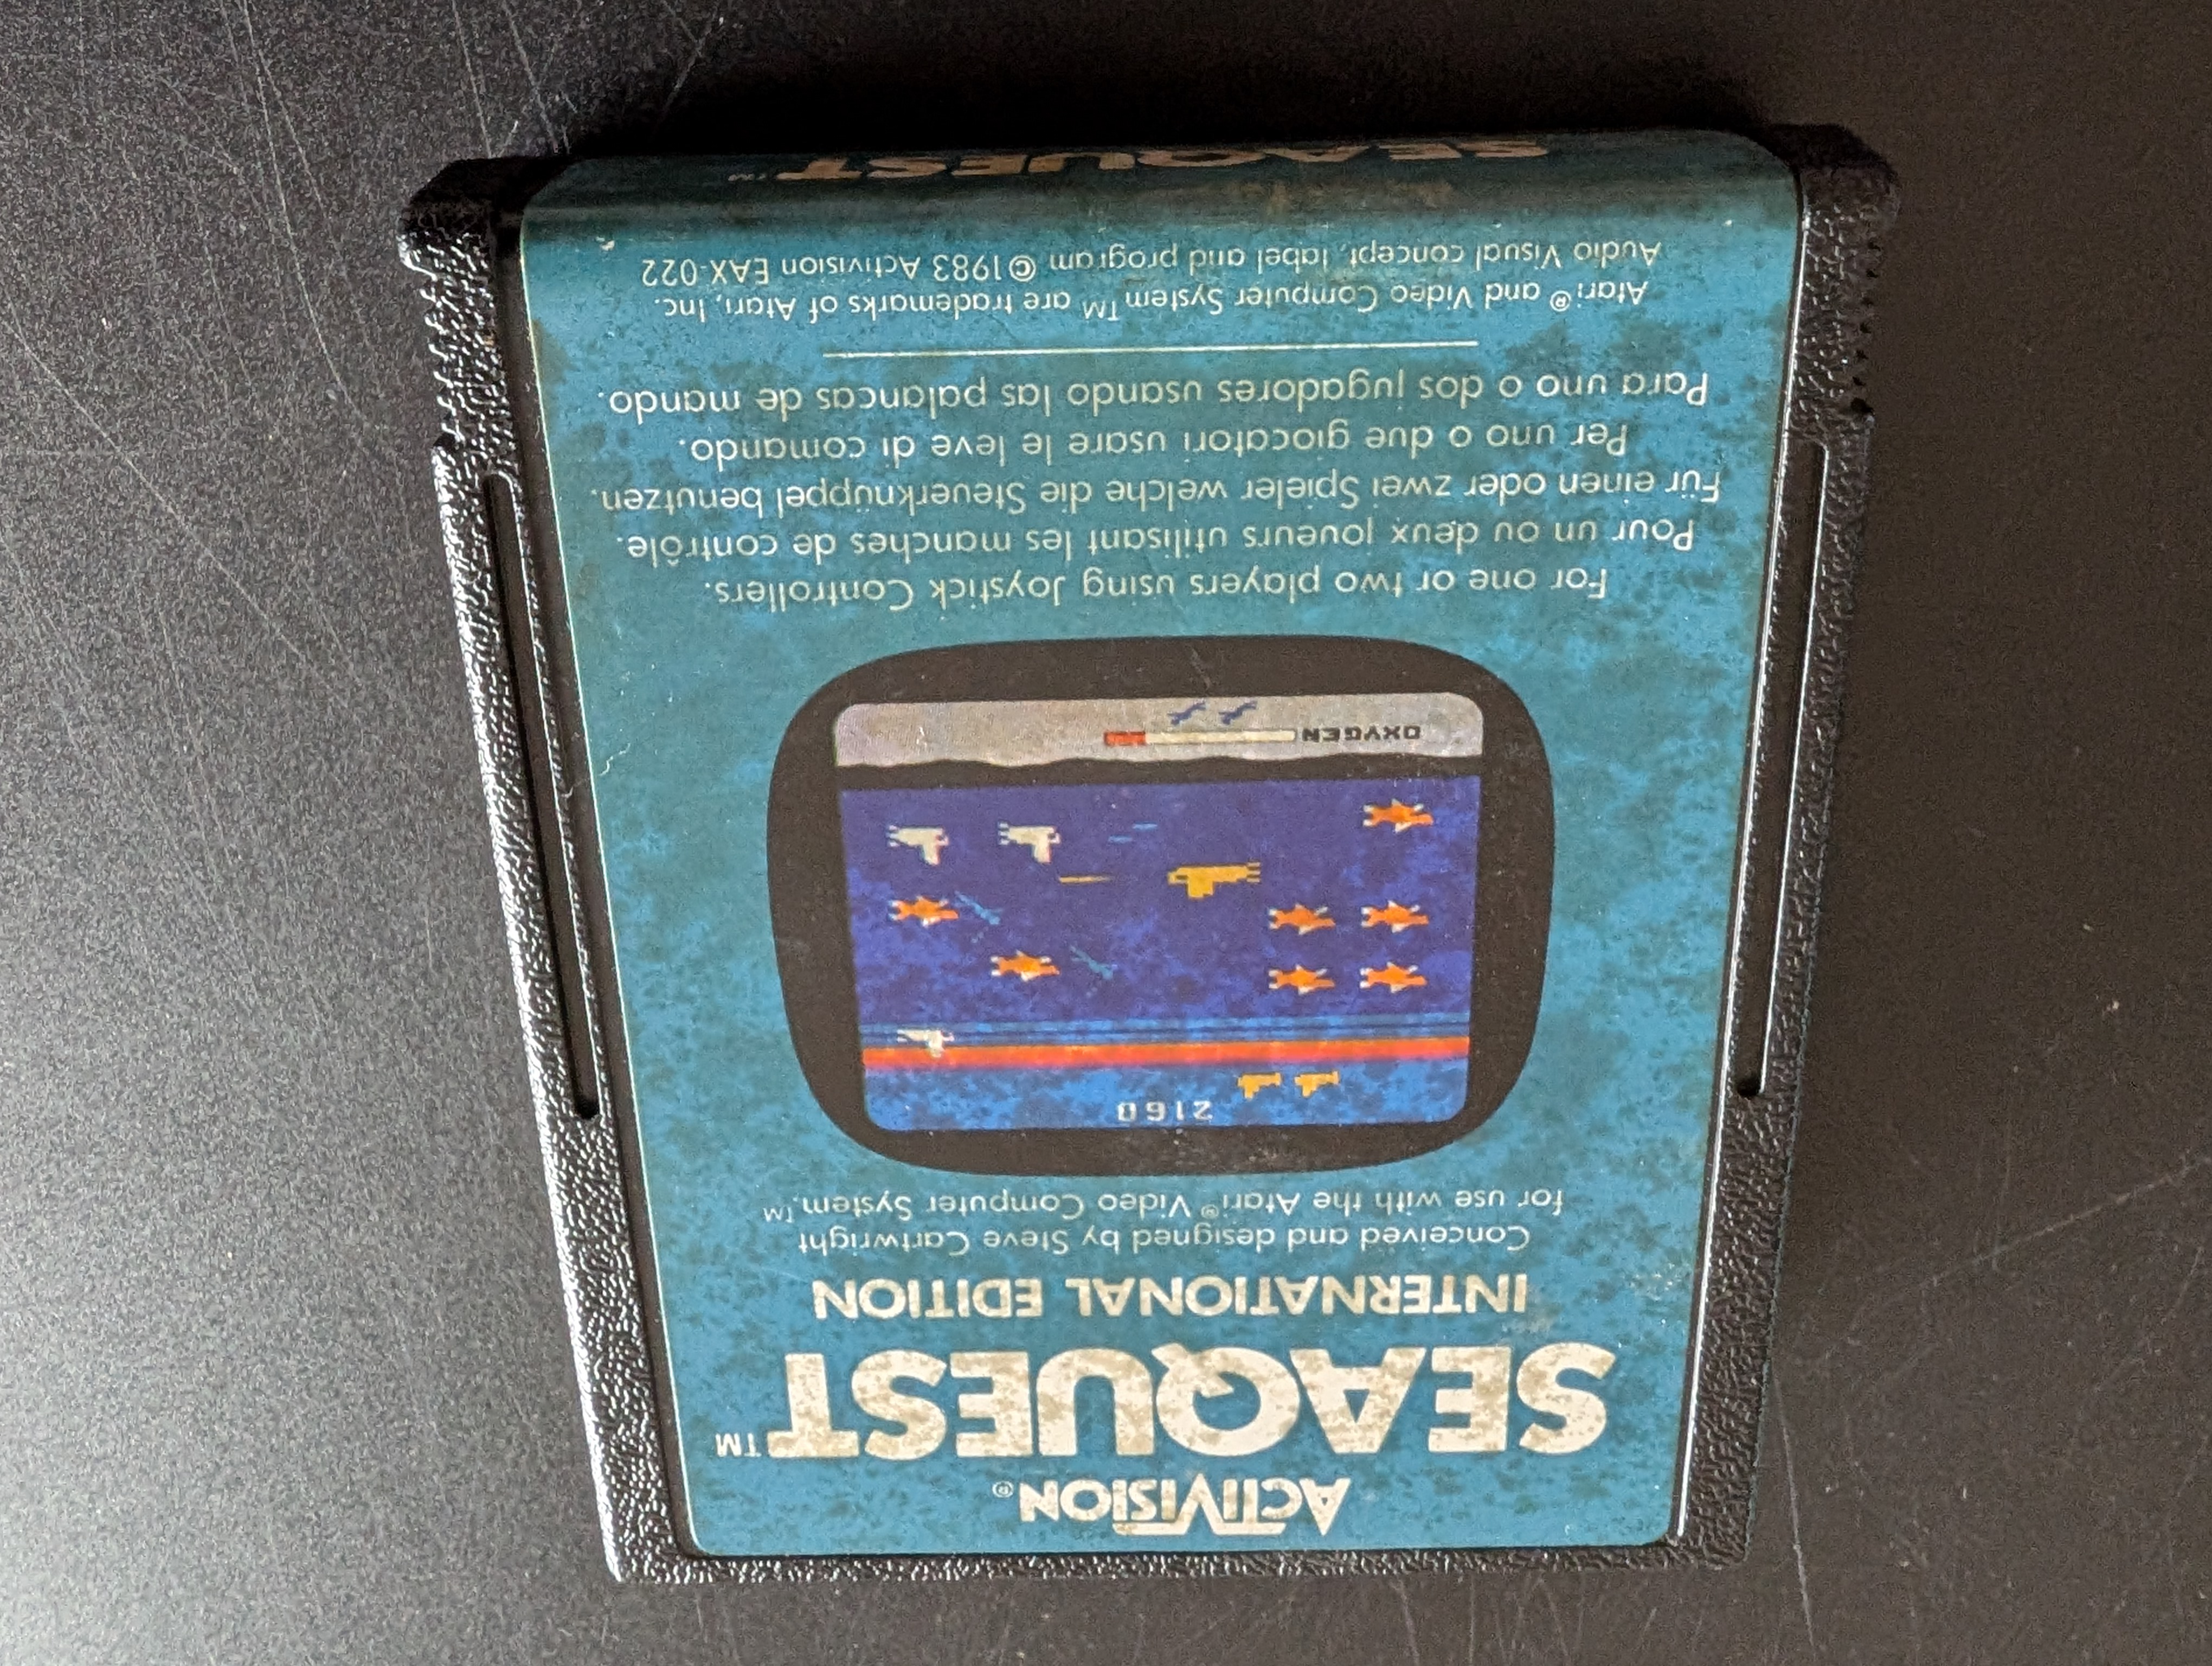 ACTIVISION®
SEAQUEST™
INTERNATIONAL EDITION
Conceived and designed by Steve Cartwright
for use with the Atari® Video Computer System™.
2160
OXYGEN
For one or two players using Joystick Controllers.
Pour un ou deux joueurs utilisant les manches de contrôle.
Für einen oder zwei Spieler welche die Steuerknüppel benutzen.
Per uno o due giocatori usare le leve di comando.
Para uno o dos jugadores usando las palancas de mando.
Atari® and Video Computer System™ are trademarks of Atari, Inc.
Audio Visual concept, label and program © 1983 Activision EAX-022
SEAQUEST™